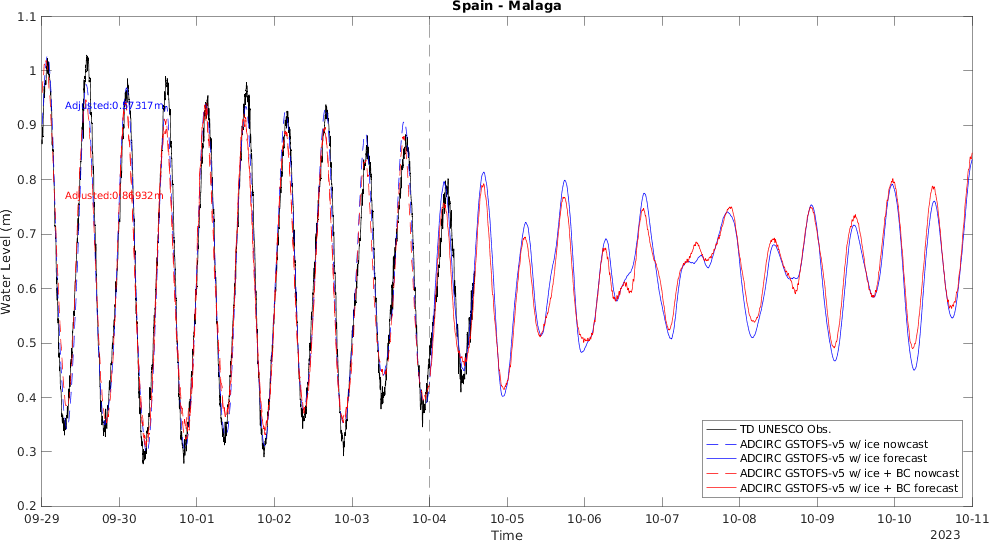 Spain - Malaga
Water Level (m)
1.1
1
0.9
0.8
0.7
0.6
0.5
0.4
0.3
0.2
Adjusted:0.87317m
Adjusted:0.86932m
TD UNESCO Obs.
ADCIRC GSTOFS-v5 w/ ice nowcast
ADCIRC GSTOFS-v5 w/ ice forecast
ADCIRC GSTOFS-v5 w/ ice + BC nowcast
ADCIRC GSTOFS-v5 w/ ice + BC forecast
09-29 09-30 10-01 10-02 10-03 10-04 10-05 10-06 10-07 10-08 10-09 10-10 10-11
Time
2023